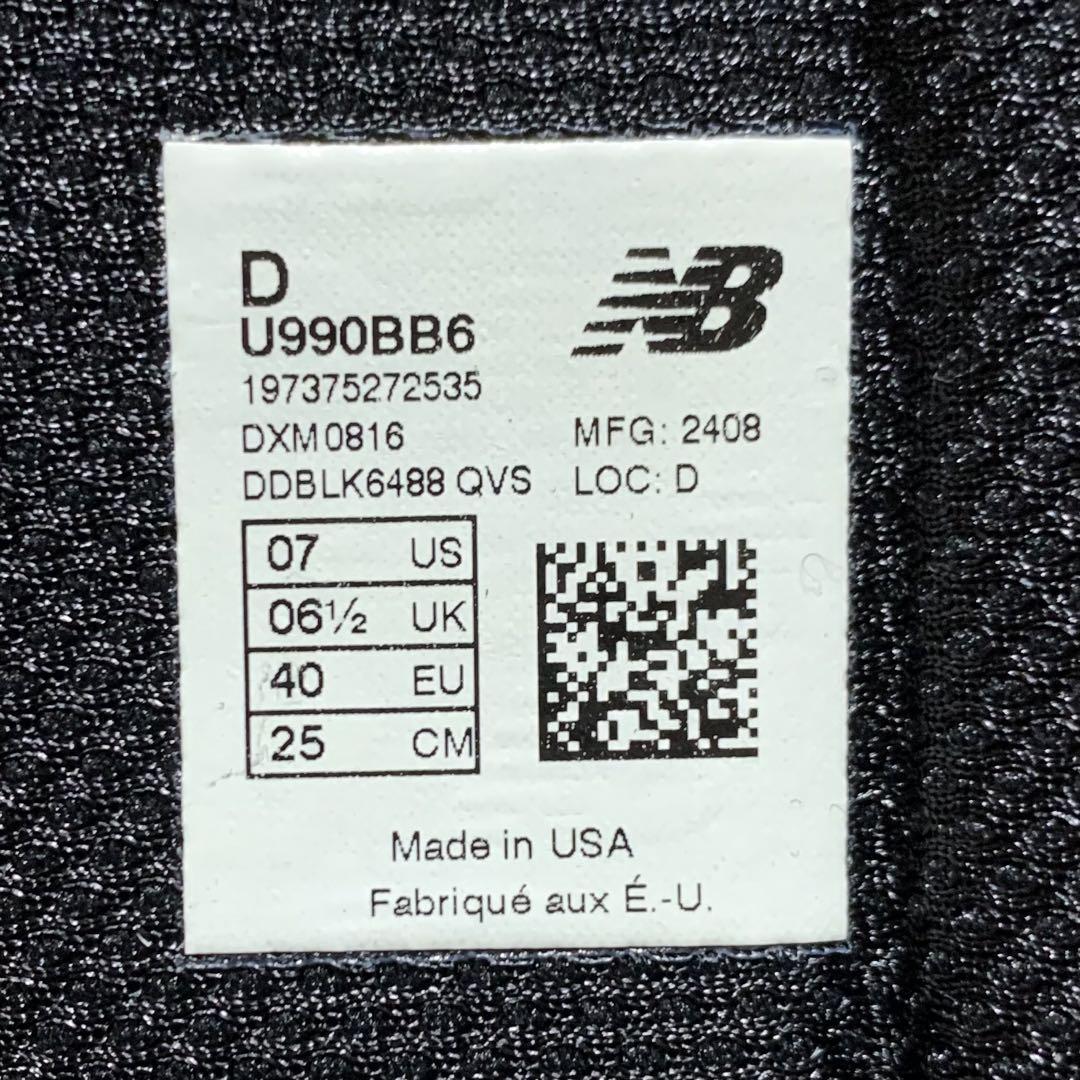 D
U990BB6
197375272535
DXM0816 MFG: 2408
DDBLK6488 QVS LOC: D
07 US
06½ UK
40 EU
25 CM
Made in USA
Fabriqué aux É.-U.